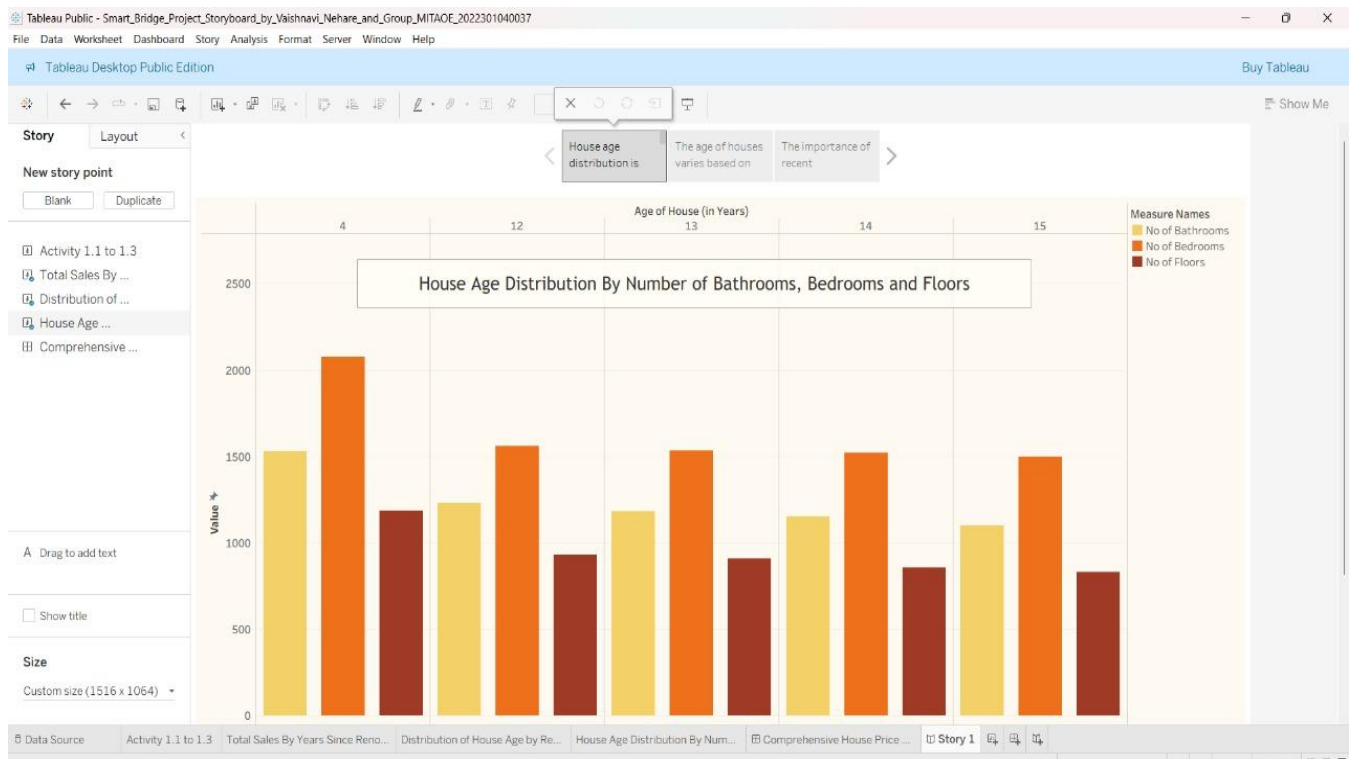 Tableau Public - Smart_Bridge_Project_Storyboard_by_Vaishnavi_Nehare_and_Group_MITAOE_2022301040037
File Data Worksheet Dashboard Story Analysis Format Server Window Help
Tableau Desktop Public Edition
Buy Tableau
Show Me
Story Layout
New story point
Blank Duplicate
Activity 1.1 to 1.3
Total Sales By ...
Distribution of ...
House Age ...
Comprehensive ...
A Drag to add text
Show title
Size
Custom size (1516 x 1064)
House age
distribution is
The age of houses
varies based on
The importance of
recent
Age of House (in Years)
4 12 13 14 15
House Age Distribution By Number of Bathrooms, Bedrooms and Floors
Value
2500
2000
1500
1000
500
0
Measure Names
No of Bathrooms
No of Bedrooms
No of Floors
Data Source Activity 1.1 to 1.3 Total Sales By Years Since Reno... Distribution of House Age by Re... House Age Distribution By Num... Comprehensive House Price ... Story 1